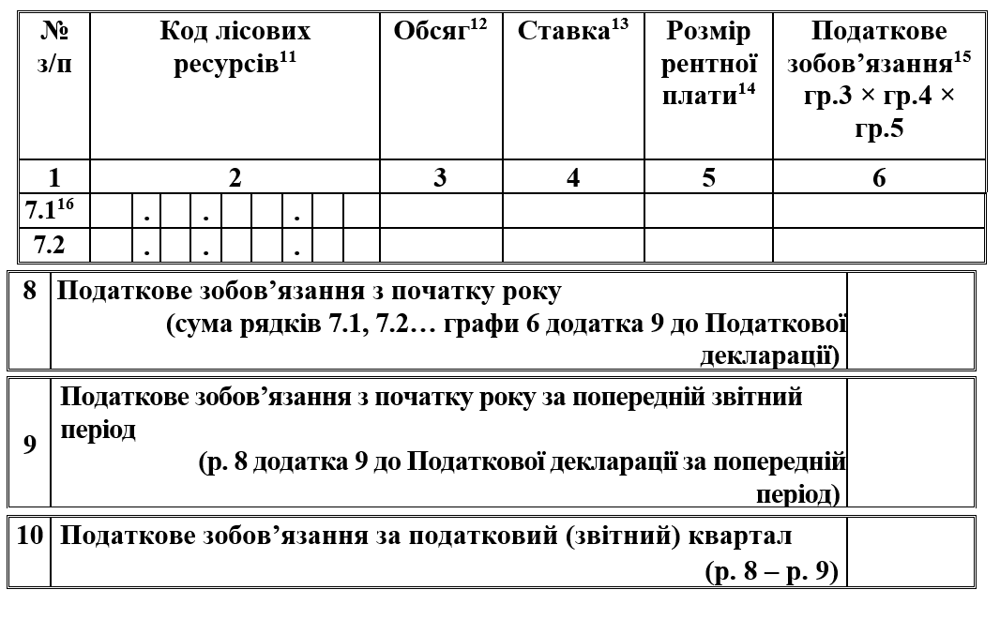 № з/п Код лісових ресурсів11 Обсяг12 Ставка13 Розмір рентної плати14 Податкове зобов’язання15 гр.3 × гр.4 × гр.5
1 2 3 4 5 6
7.116 . . .
7.2 . . .
8 Податкове зобов’язання з початку року
(сума рядків 7.1, 7.2… графи 6 додатка 9 до Податкової
декларації)
9 Податкове зобов’язання з початку року за попередній звітний
період
(р. 8 додатка 9 до Податкової декларації за попередній
період)
10 Податкове зобов’язання за податковий (звітний) квартал
(р. 8 – р. 9)